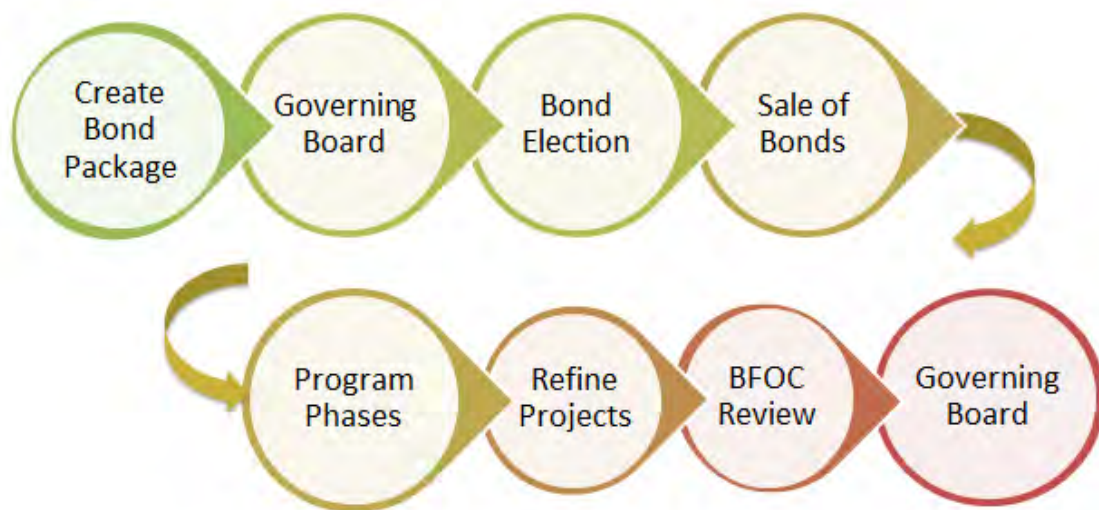 Create
Bond
Package
Governing
Board
Bond
Election
Sale of
Bonds
Program
Phases
Refine
Projects
BFOC
Review
Governing
Board